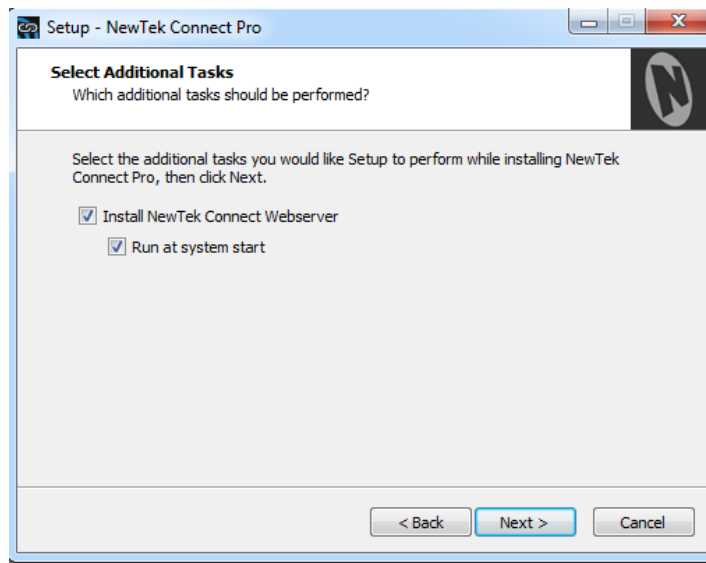 Setup - NewTek Connect Pro
Select Additional Tasks
Which additional tasks should be performed?
Select the additional tasks you would like Setup to perform while installing NewTek
Connect Pro, then click Next.
Install NewTek Connect Webserver
Run at system start
< Back Next > Cancel